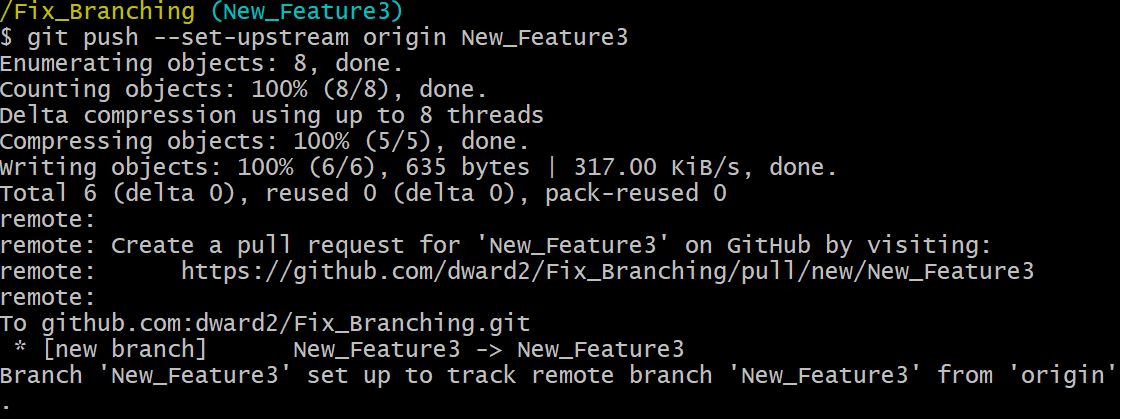 /Fix_Branching (New_Feature3)
$ git push --set-upstream origin New_Feature3
Enumerating objects: 8, done.
Counting objects: 100% (8/8), done.
Delta compression using up to 8 threads
Compressing objects: 100% (5/5), done.
Writing objects: 100% (6/6), 635 bytes | 317.00 KiB/s, done.
Total 6 (delta 0), reused 0 (delta 0), pack-reused 0
remote:
remote: Create a pull request for 'New_Feature3' on GitHub by visiting:
remote:      https://github.com/dward2/Fix_Branching/pull/new/New_Feature3
remote:
To github.com:dward2/Fix_Branching.git
 * [new branch]      New_Feature3 -> New_Feature3
Branch 'New_Feature3' set up to track remote branch 'New_Feature3' from 'origin'
.